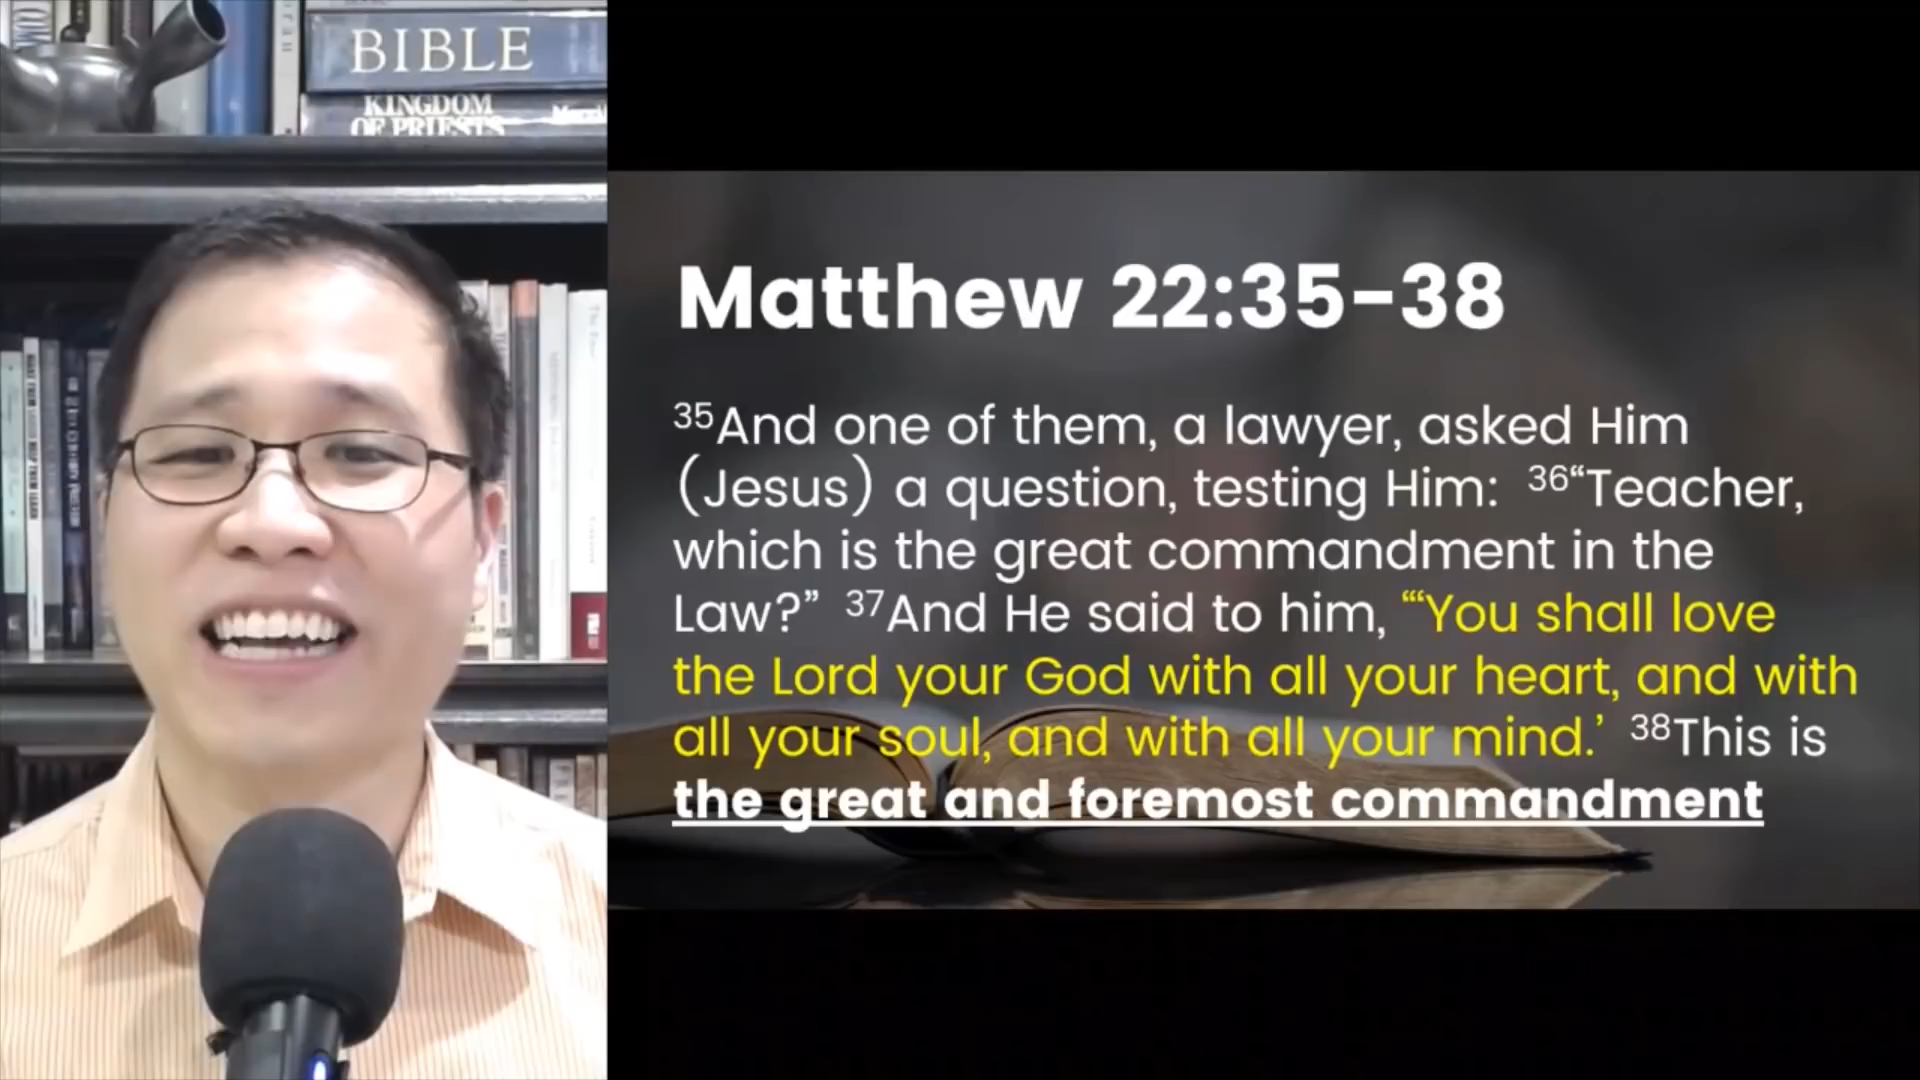 BIBLE
KINGDOM
OF PRIESTS
Matthew 22:35-38
³⁵And one of them, a lawyer, asked Him
(Jesus) a question, testing Him: ³⁶“Teacher,
which is the great commandment in the
Law?” ³⁷And He said to him, “‘You shall love
the Lord your God with all your heart, and with
all your soul, and with all your mind.’ ³⁸This is
the great and foremost commandment